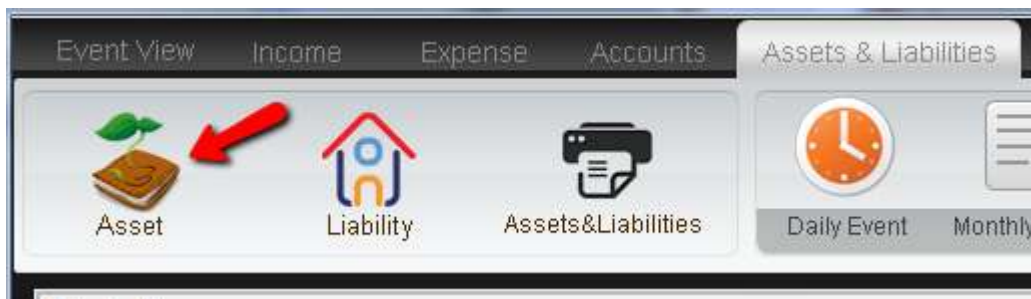 Event View Income Expense Accounts Assets & Liabilities
Asset Liability Assets&Liabilities Daily Event Monthly